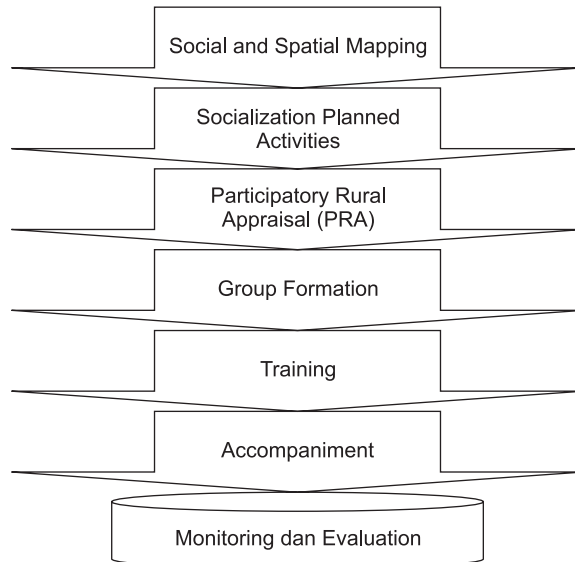 Social and Spatial Mapping
Socialization Planned
Activities
Participatory Rural
Appraisal (PRA)
Group Formation
Training
Accompaniment
Monitoring dan Evaluation